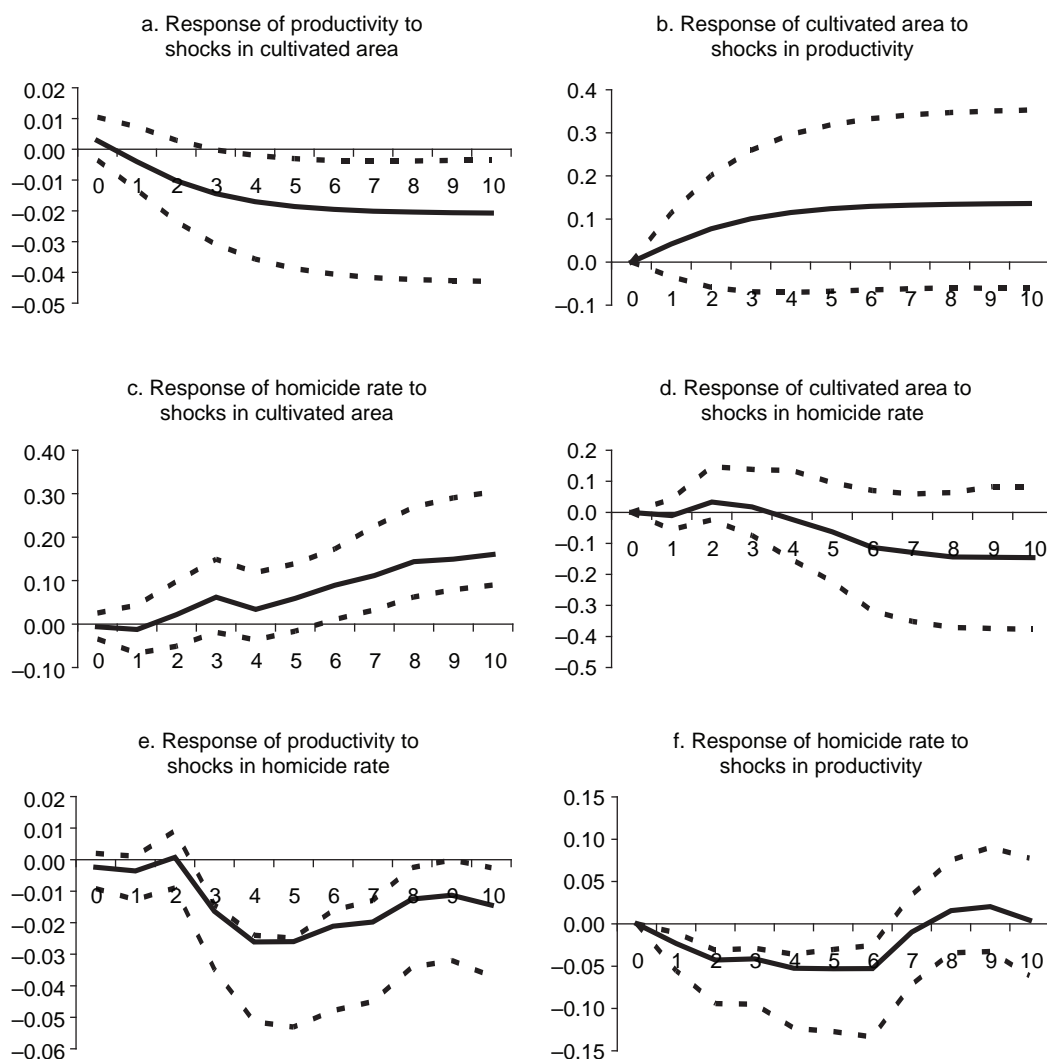 a. Response of productivity to
shocks in cultivated area
0.02
0.01
0.00
–0.01
–0.02
–0.03
–0.04
–0.05
0 1 2 3 4 5 6 7 8 9 10
b. Response of cultivated area to
shocks in productivity
0.4
0.3
0.2
0.1
0.0
–0.1
0 1 2 3 4 5 6 7 8 9 10
c. Response of homicide rate to
shocks in cultivated area
0.40
0.30
0.20
0.10
0.00
–0.10
0 1 2 3 4 5 6 7 8 9 10
d. Response of cultivated area to
shocks in homicide rate
0.2
0.1
0.0
–0.1
–0.2
–0.3
–0.4
–0.5
0 1 2 3 4 5 6 7 8 9 10
e. Response of productivity to
shocks in homicide rate
0.02
0.01
0.00
–0.01
–0.02
–0.03
–0.04
–0.05
–0.06
0 1 2 3 4 5 6 7 8 9 10
f. Response of homicide rate to
shocks in productivity
0.15
0.10
0.05
0.00
–0.05
–0.10
–0.15
0 1 2 3 4 5 6 7 8 9 10